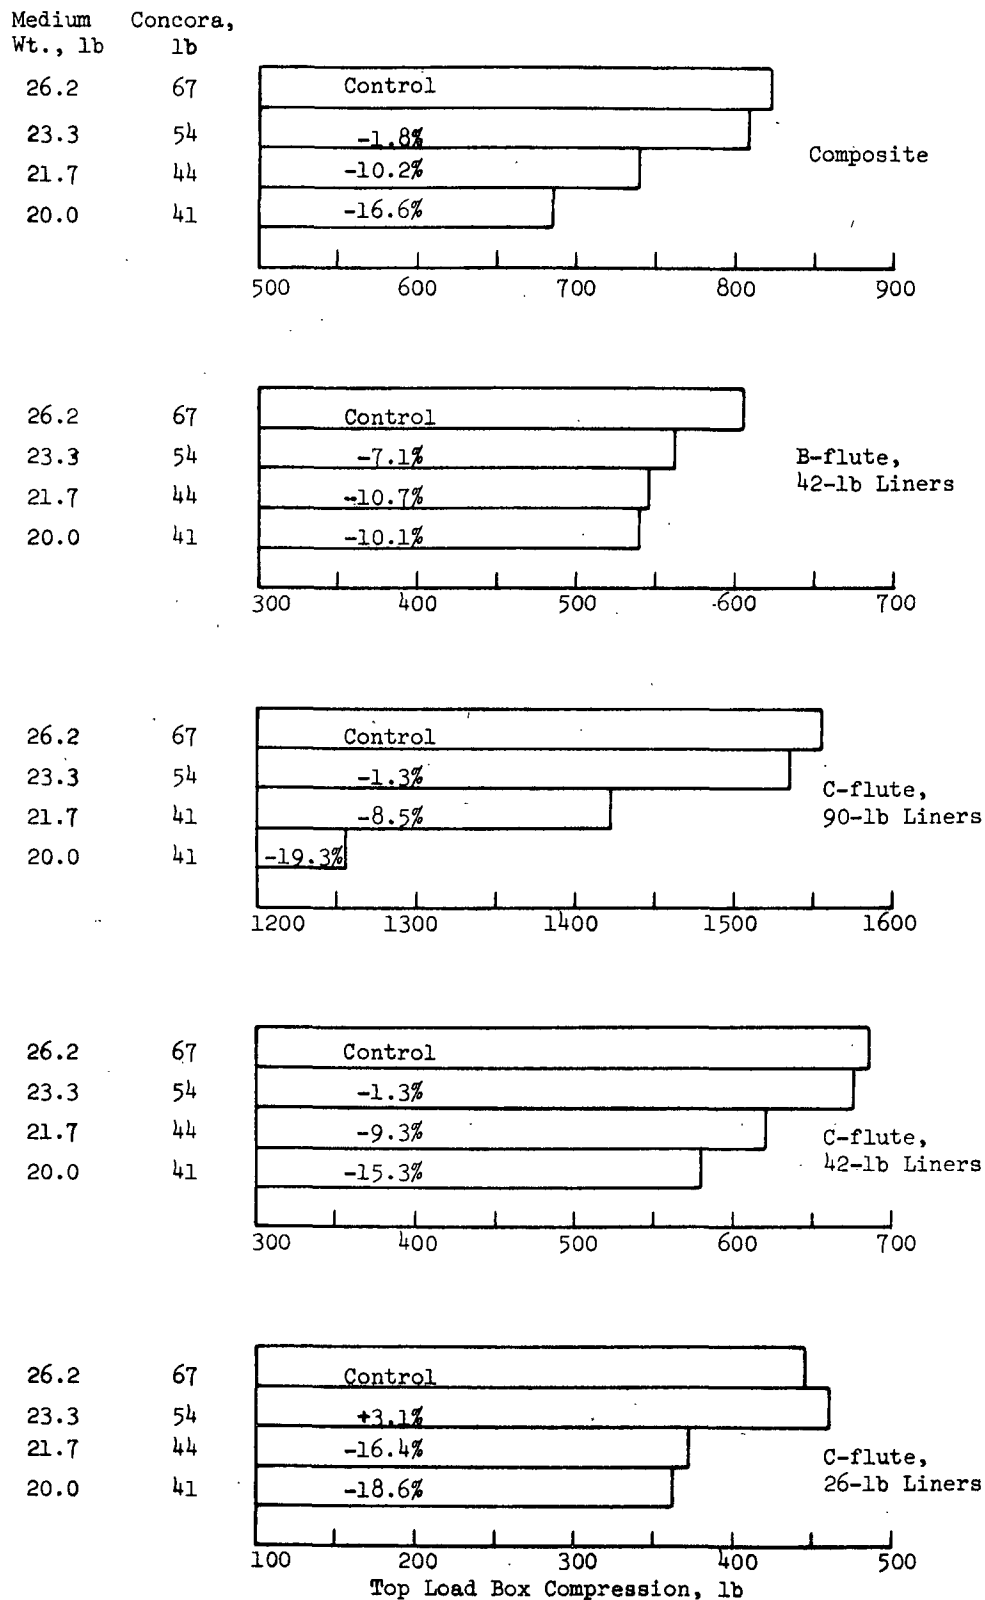 Medium Concora,
Wt., lb lb
26.2 67 Control
23.3 54 -1.8%
Composite
21.7 44 -10.2%
20.0 41 -16.6%
500 600 700 800 900
26.2 67 Control
23.3 54 -7.1% B-flute,
21.7 44 -10.7% 42-lb Liners
20.0 41 -10.1%
300 400 500 600 700
26.2 67 Control
23.3 54 -1.3% C-flute,
21.7 41 -8.5% 90-lb Liners
20.0 41 -19.3%
1200 1300 1400 1500 1600
26.2 67 Control
23.3 54 -1.3%
21.7 44 -9.3% C-flute,
20.0 41 -15.3% 42-lb Liners
300 400 500 600 700
26.2 67 Control
23.3 54 +3.1%
21.7 44 -16.4% C-flute,
20.0 41 -18.6% 26-lb Liners
100 200 300 400 500
Top Load Box Compression, lb